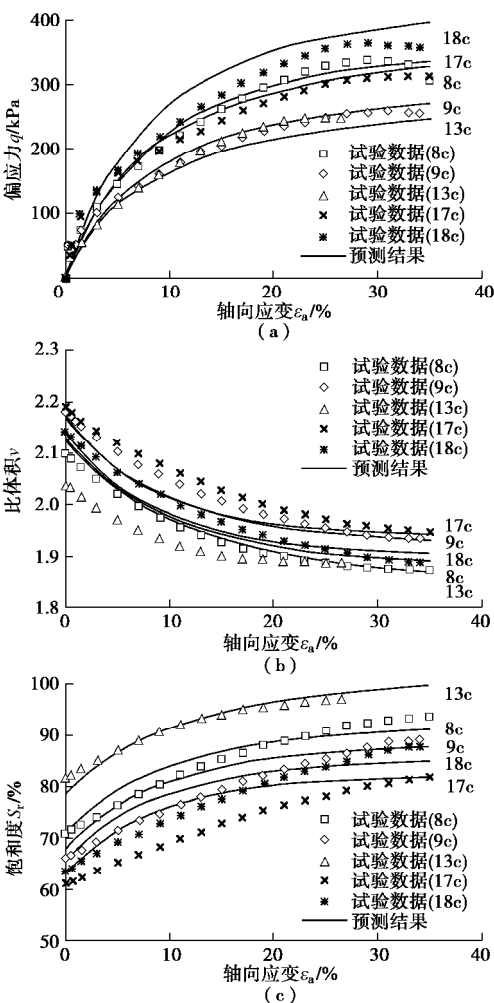 400
300
200
100
0
偏应力q/kPa
18c
17c
8c
9c
13c
试验数据(8c)
试验数据(9c)
试验数据(13c)
试验数据(17c)
试验数据(18c)
预测结果
10 20 30 40
轴向应变εa/%
(a)
2.3
2.2
2.1
2.0
1.9
1.8
比体积v
试验数据(8c)
试验数据(9c)
试验数据(13c)
试验数据(17c)
试验数据(18c)
预测结果
17c
9c
18c
8c
13c
0 10 20 30 40
轴向应变εa/%
(b)
100
90
80
70
60
50
饱和度Sr/%
13c
8c
9c
18c
17c
试验数据(8c)
试验数据(9c)
试验数据(13c)
试验数据(17c)
试验数据(18c)
预测结果
0 10 20 30 40
轴向应变εa/%
(c)